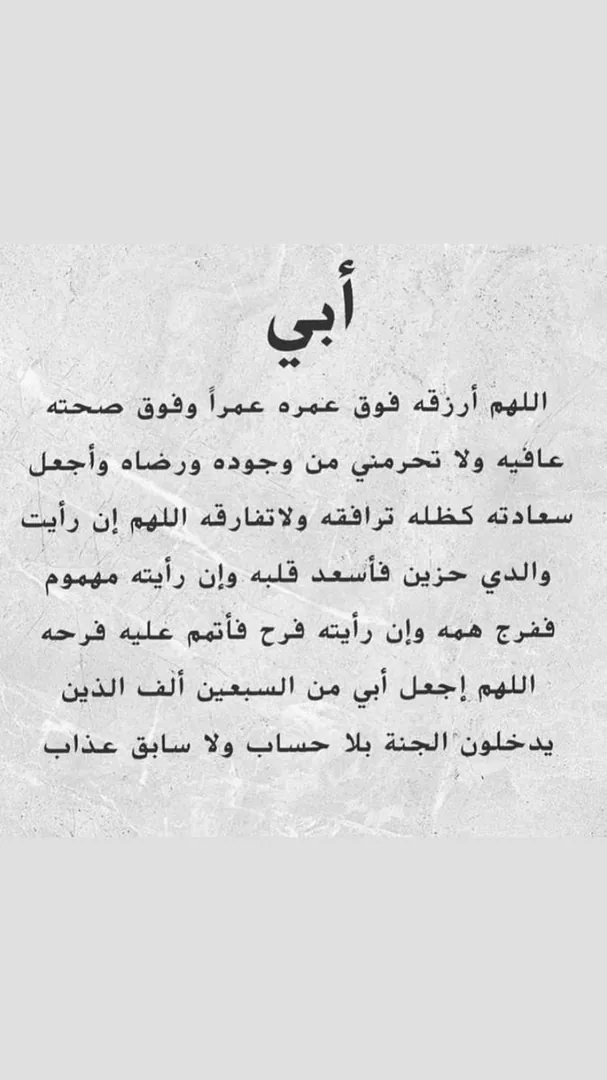 أبي
اللهم أرزقه فوق عمره عمراً وفوق صحته
عافيه ولا تحرمني من وجوده ورضاه وأجعل
سعادته كظله ترافقه ولاتفارقه اللهم إن رأيت
والدي حزين فأسعد قلبه وإن رأيته مهموم
ففرج همه وإن رأيته فرح فأتمم عليه فرحه
اللهم إجعل أبي من السبعين ألف الذين
يدخلون الجنة بلا حساب ولا سابق عذاب